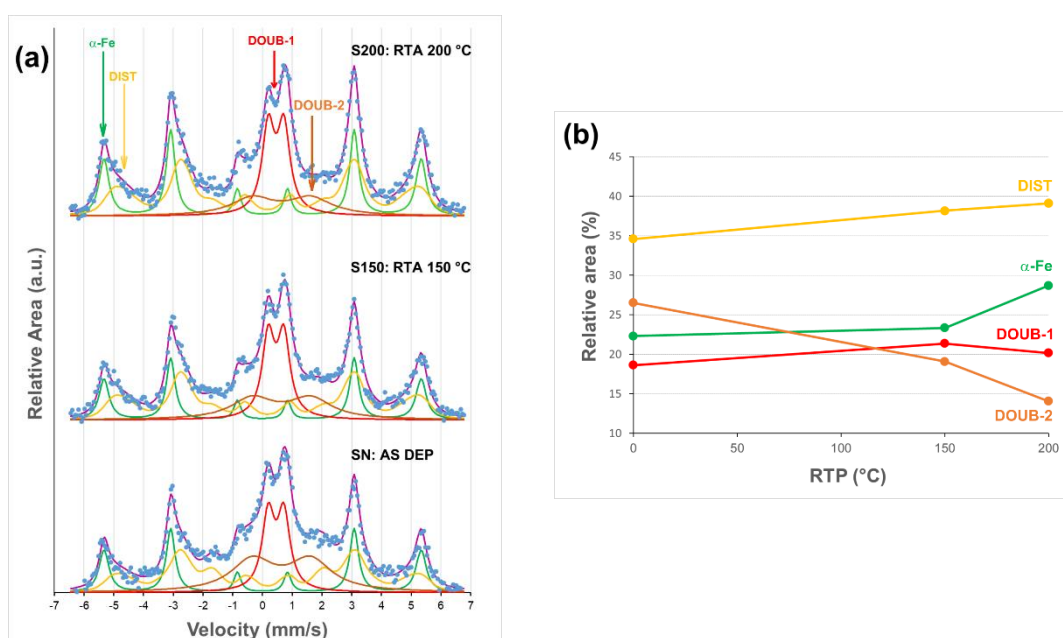 (a)
α-Fe
DIST
DOUB-1
DOUB-2
S200: RTA 200 °C
S150: RTA 150 °C
SN: AS DEP
Relative Area (a.u.)
-7 -6 -5 -4 -3 -2 -1 0 1 2 3 4 5 6 7
Velocity (mm/s)
(b)
45
40
35
30
25
20
15
10
Relative area (%)
DIST
α-Fe
DOUB-1
DOUB-2
0 50 100 150 200
RTP (°C)